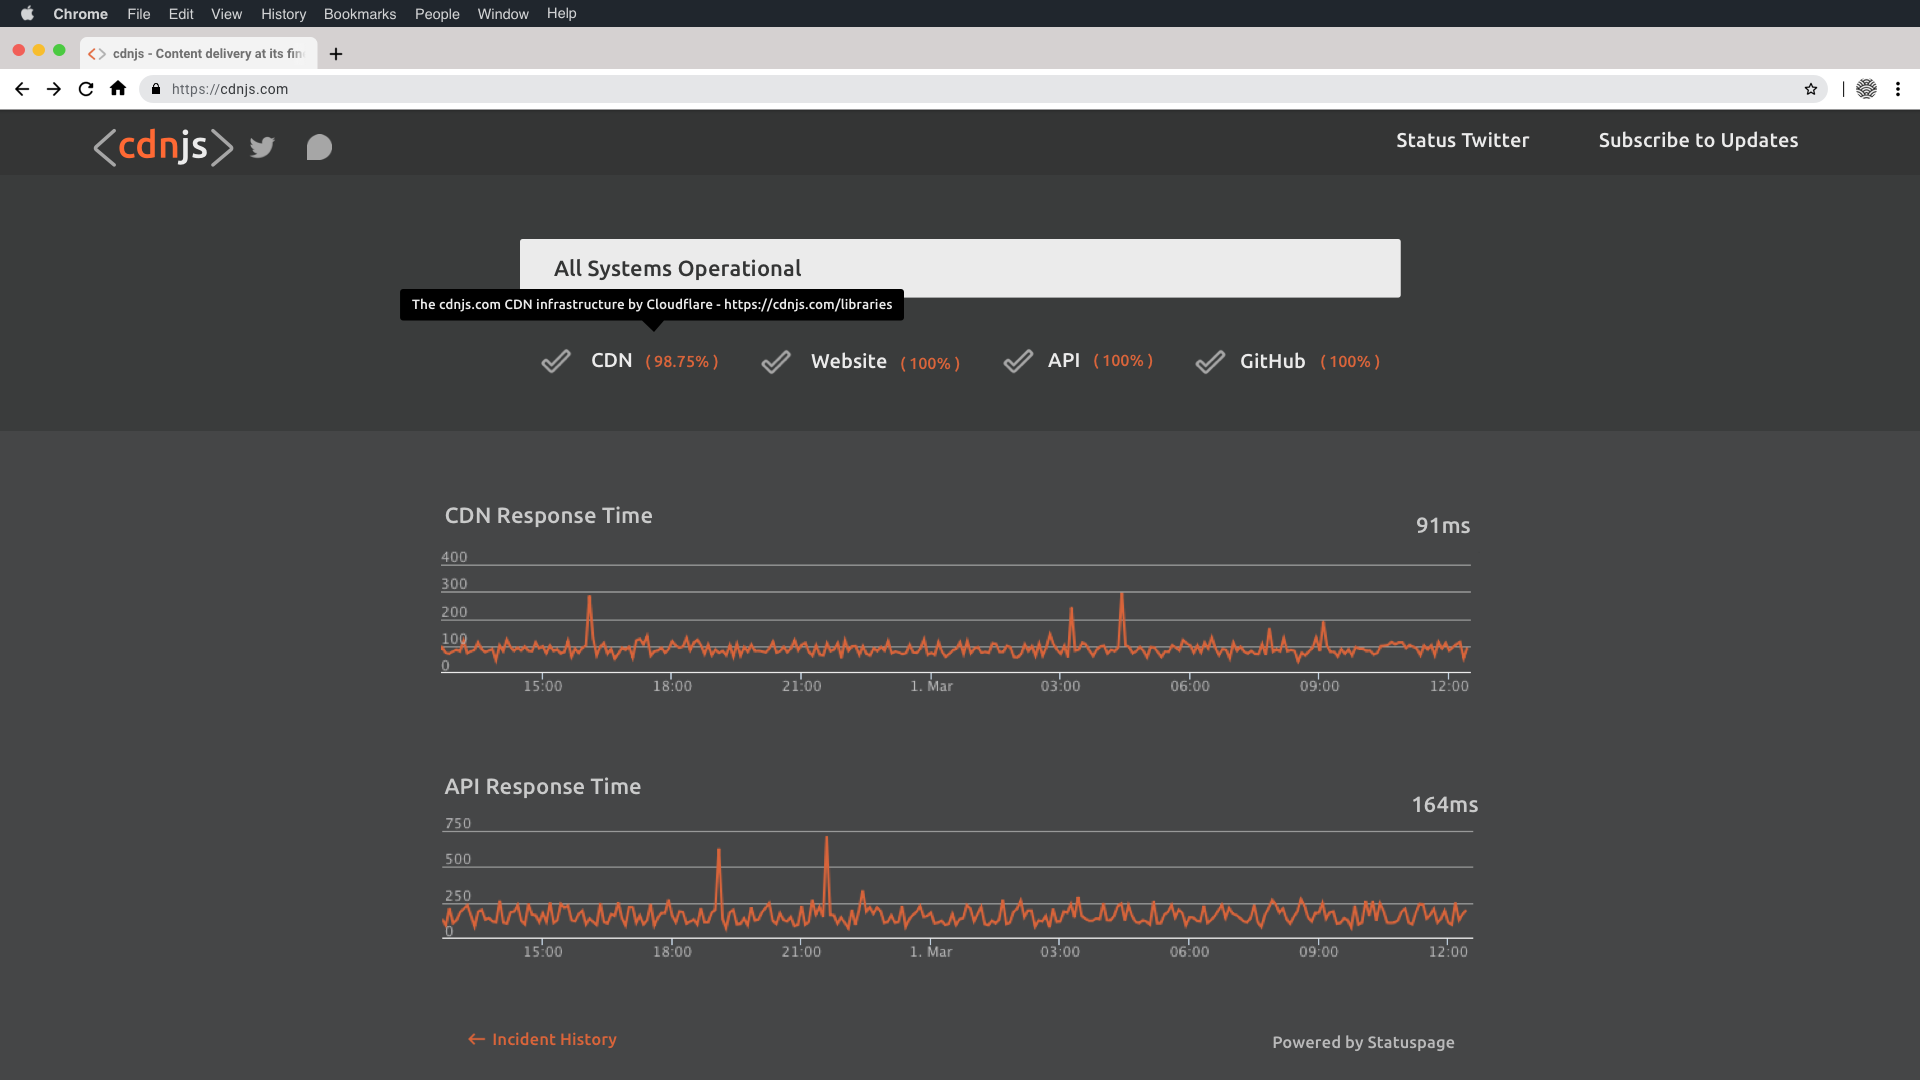 Chrome File Edit View History Bookmarks People Window Help
cdnjs - Content delivery at its fin
https://cdnjs.com
cdnjs
Status Twitter Subscribe to Updates
All Systems Operational
The cdnjs.com CDN infrastructure by Cloudflare - https://cdnjs.com/libraries
CDN ( 98.75% ) Website ( 100% ) API ( 100% ) GitHub ( 100% )
CDN Response Time
91ms
400
300
200
100
0
15:00 18:00 21:00 1. Mar 03:00 06:00 09:00 12:00
API Response Time
164ms
750
500
250
0
15:00 18:00 21:00 1. Mar 03:00 06:00 09:00 12:00
Incident History
Powered by Statuspage